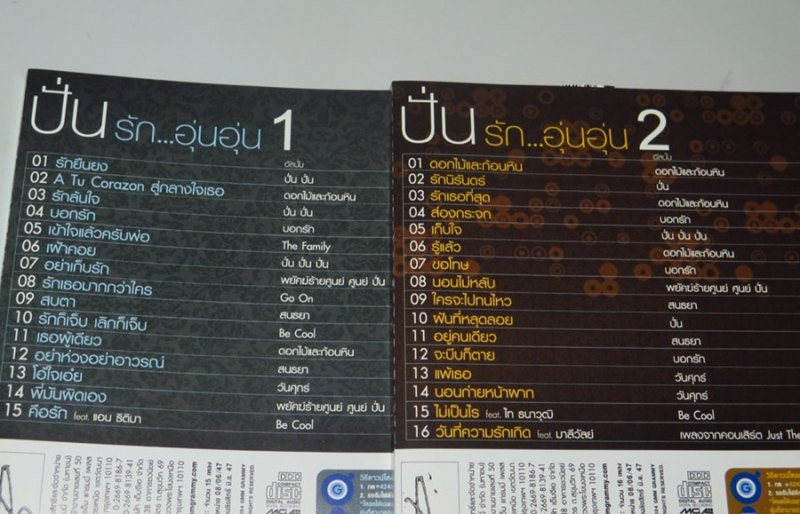 ปั่น รัก...อุ่นอุ่น 1
อัลบั้ม
01 รักยืนยง ปั่น ปั่น
02 A Tu Corazon สู่กลางใจเธอ ดอกไม้และก้อนหิน
03 รักล้นใจ ปั่น ปั่น
04 บอกรัก บอกรัก
05 เข้าใจแล้วครับพ่อ The Family
06 เฝ้าคอย ปั่น ปั่น ปั่น
07 อย่าเก็บรัก พยัคฆ์ร้ายศูนย์ ศูนย์ ปั่น
08 รักเธอมากกว่าใคร Go On
09 สบตา สนธยา
10 รักก็เจ็บ เลิกก็เจ็บ Be Cool
11 เธอผู้เดียว ดอกไม้และก้อนหิน
12 อย่าห่วงอย่าอาวรณ์ สนธยา
13 โอ้ใจเอ๋ย วันศุกร์
14 พี่มันผิดเอง พยัคฆ์ร้ายศูนย์ ศูนย์ ปั่น
15 คือรัก feat. แอน ธิติมา Be Cool
ปั่น รัก...อุ่นอุ่น 2
อัลบั้ม
01 ดอกไม้และก้อนหิน ดอกไม้และก้อนหิน
02 รักนิรันดร์ ปั่น
03 รักเธอที่สุด ดอกไม้และก้อนหิน
04 ส่องกระจก บอกรัก
05 เก็บใจ ปั่น ปั่น ปั่น
06 รู้แล้ว ดอกไม้และก้อนหิน
07 ขอโทษ บอกรัก
08 นอนไม่หลับ พยัคฆ์ร้ายศูนย์ ศูนย์ ปั่น
09 ใครจะไปทนไหว สนธยา
10 ฝันที่หลุดลอย ปั่น
11 อยู่คนเดียว สนธยา
12 จะบีบก็ตาย บอกรัก
13 แพ้เธอ วันศุกร์
14 นอนก่ายหน้าผาก วันศุกร์
15 ไม่เป็นไร feat. ไท ธนาวุฒิ Be Cool
16 วันที่ความรักเกิด feat. มาลีวัลย์ เพลงจากคอนเสิร์ต Just The
COMPACT
disc
DIGITAL AUDIO
COMPACT
disc
DIGITAL AUDIO